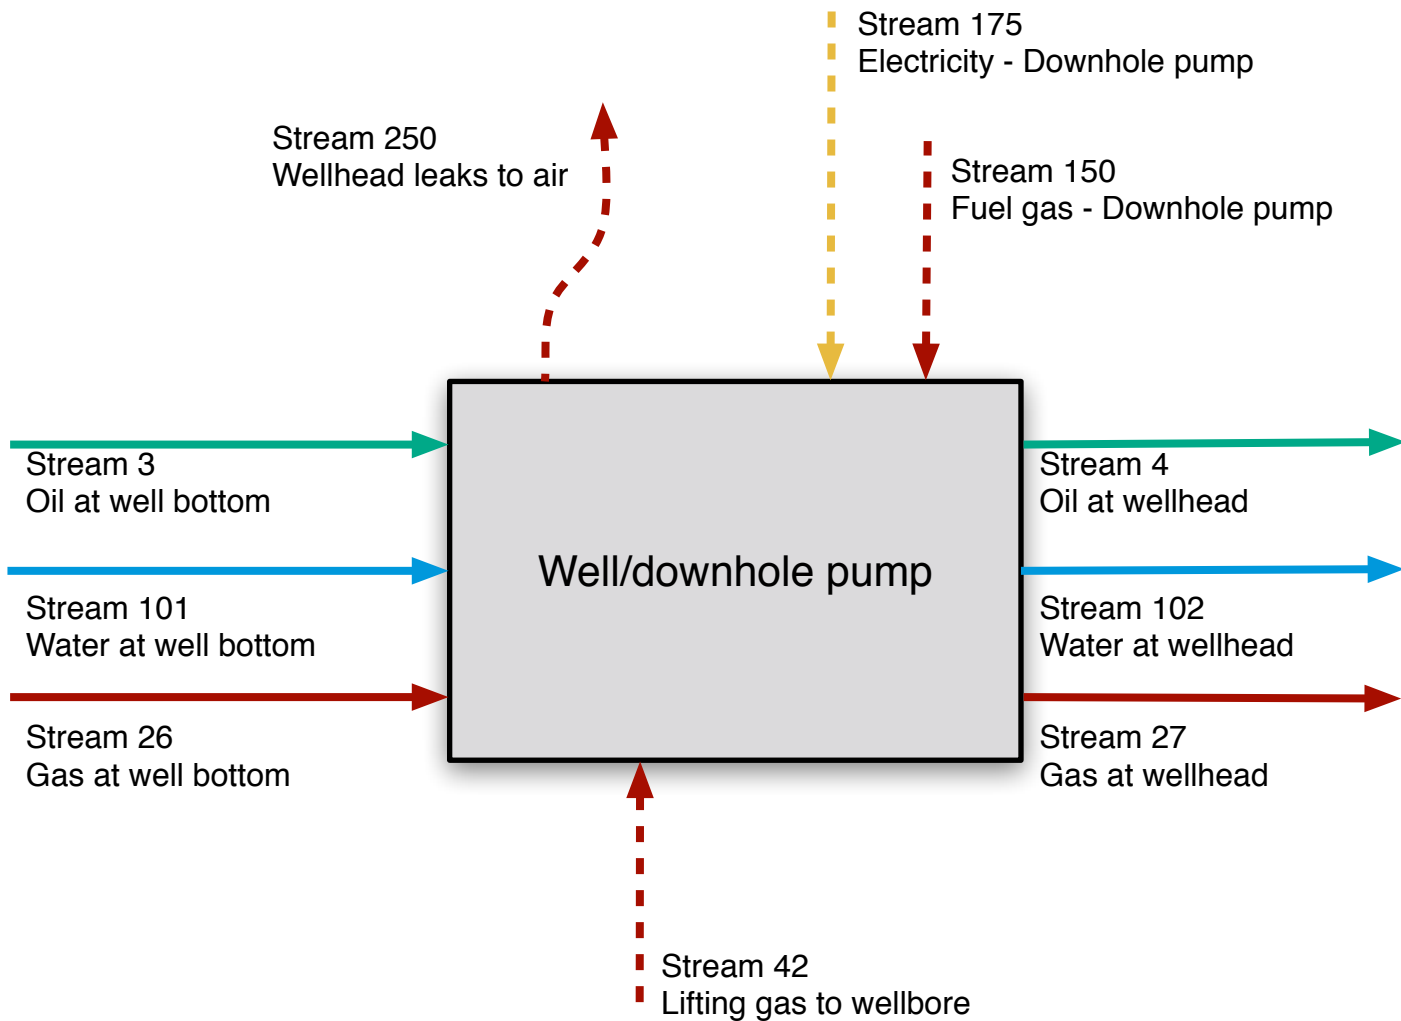 Stream 175
Electricity - Downhole pump
Stream 250
Wellhead leaks to air
Stream 150
Fuel gas - Downhole pump
Stream 3
Oil at well bottom
Stream 4
Oil at wellhead
Well/downhole pump
Stream 101
Water at well bottom
Stream 102
Water at wellhead
Stream 26
Gas at well bottom
Stream 27
Gas at wellhead
Stream 42
Lifting gas to wellbore